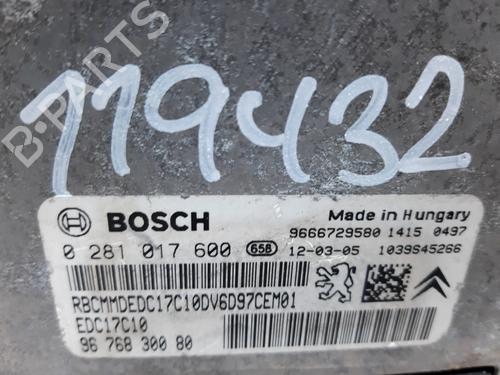 119432
B-PARTS
BOSCH
Made in Hungary
9666729580 1415 0497
0 281 017 600 658 12-03-05 1039S45266
RBCMMDEDC17C10DV6D97CEM01
EDC17C10
96 768 300 80